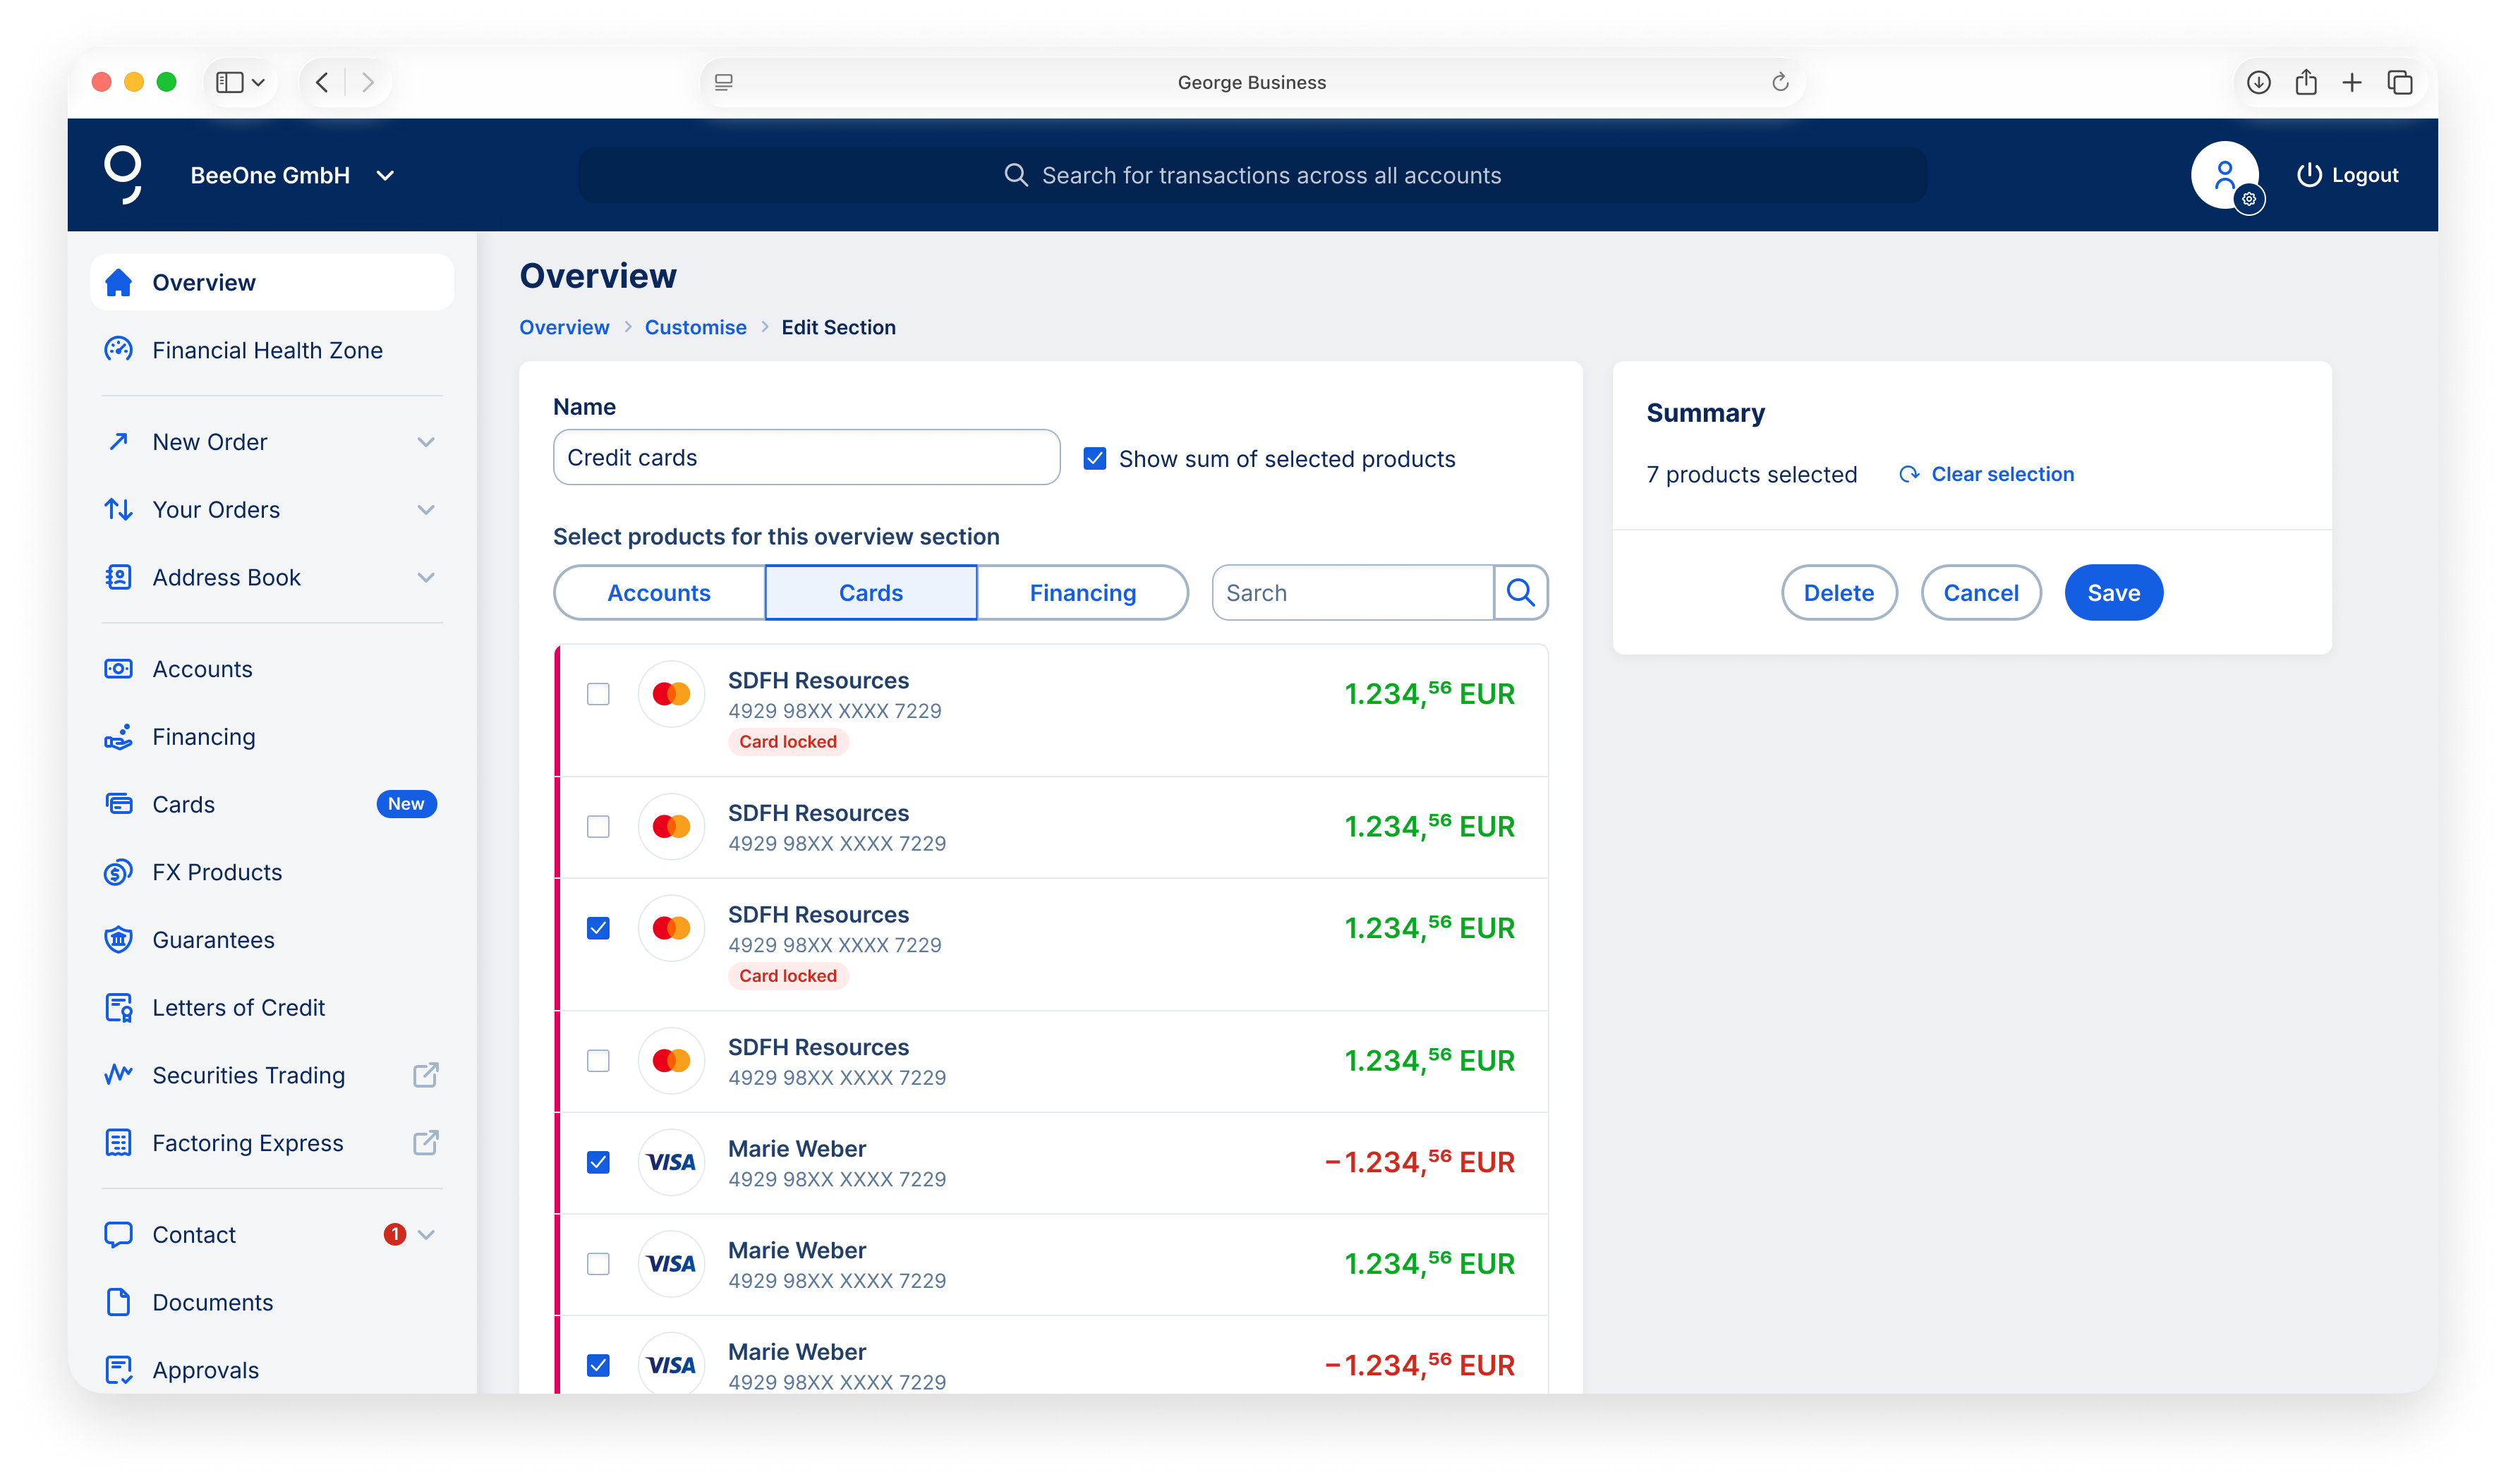 George Business
BeeOne GmbH
Search for transactions across all accounts
Logout
Overview
Financial Health Zone
New Order
Your Orders
Address Book
Accounts
Financing
Cards New
FX Products
Guarantees
Letters of Credit
Securities Trading
Factoring Express
Contact 1
Documents
Approvals
Overview
Overview > Customise > Edit Section
Name
Credit cards
Show sum of selected products
Select products for this overview section
Accounts Cards Financing Sarch
SDFH Resources
4929 98XX XXXX 7229
Card locked
1.234,56 EUR
SDFH Resources
4929 98XX XXXX 7229
1.234,56 EUR
SDFH Resources
4929 98XX XXXX 7229
Card locked
1.234,56 EUR
SDFH Resources
4929 98XX XXXX 7229
1.234,56 EUR
VISA
Marie Weber
4929 98XX XXXX 7229
−1.234,56 EUR
VISA
Marie Weber
4929 98XX XXXX 7229
1.234,56 EUR
VISA
Marie Weber
4929 98XX XXXX 7229
−1.234,56 EUR
Summary
7 products selected Clear selection
Delete Cancel Save